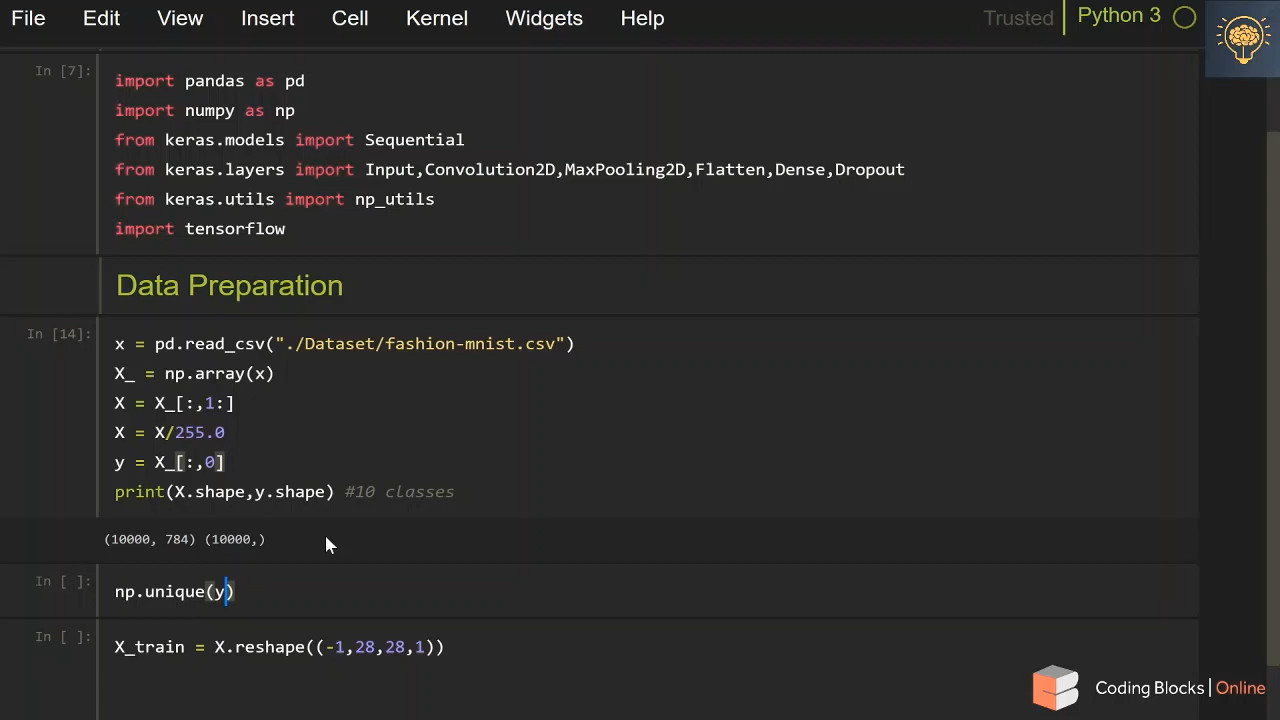 File Edit View Insert Cell Kernel Widgets Help Trusted Python 3
In [7]:
import pandas as pd
import numpy as np
from keras.models import Sequential
from keras.layers import Input,Convolution2D,MaxPooling2D,Flatten,Dense,Dropout
from keras.utils import np_utils
import tensorflow
Data Preparation
In [14]:
x = pd.read_csv("./Dataset/fashion-mnist.csv")
X_ = np.array(x)
X = X_[:,1:]
X = X/255.0
y = X_[:,0]
print(X.shape,y.shape) #10 classes
(10000, 784) (10000,)
In [ ]:
np.unique(y)
In [ ]:
X_train = X.reshape((-1,28,28,1))
Coding Blocks | Online